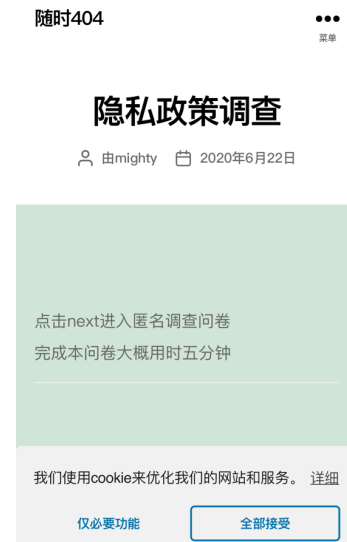 随时404
菜单
隐私政策调查
由mighty 2020年6月22日
点击next进入匿名调查问卷
完成本问卷大概用时五分钟
我们使用cookie来优化我们的网站和服务。 详细
仅必要功能 全部接受